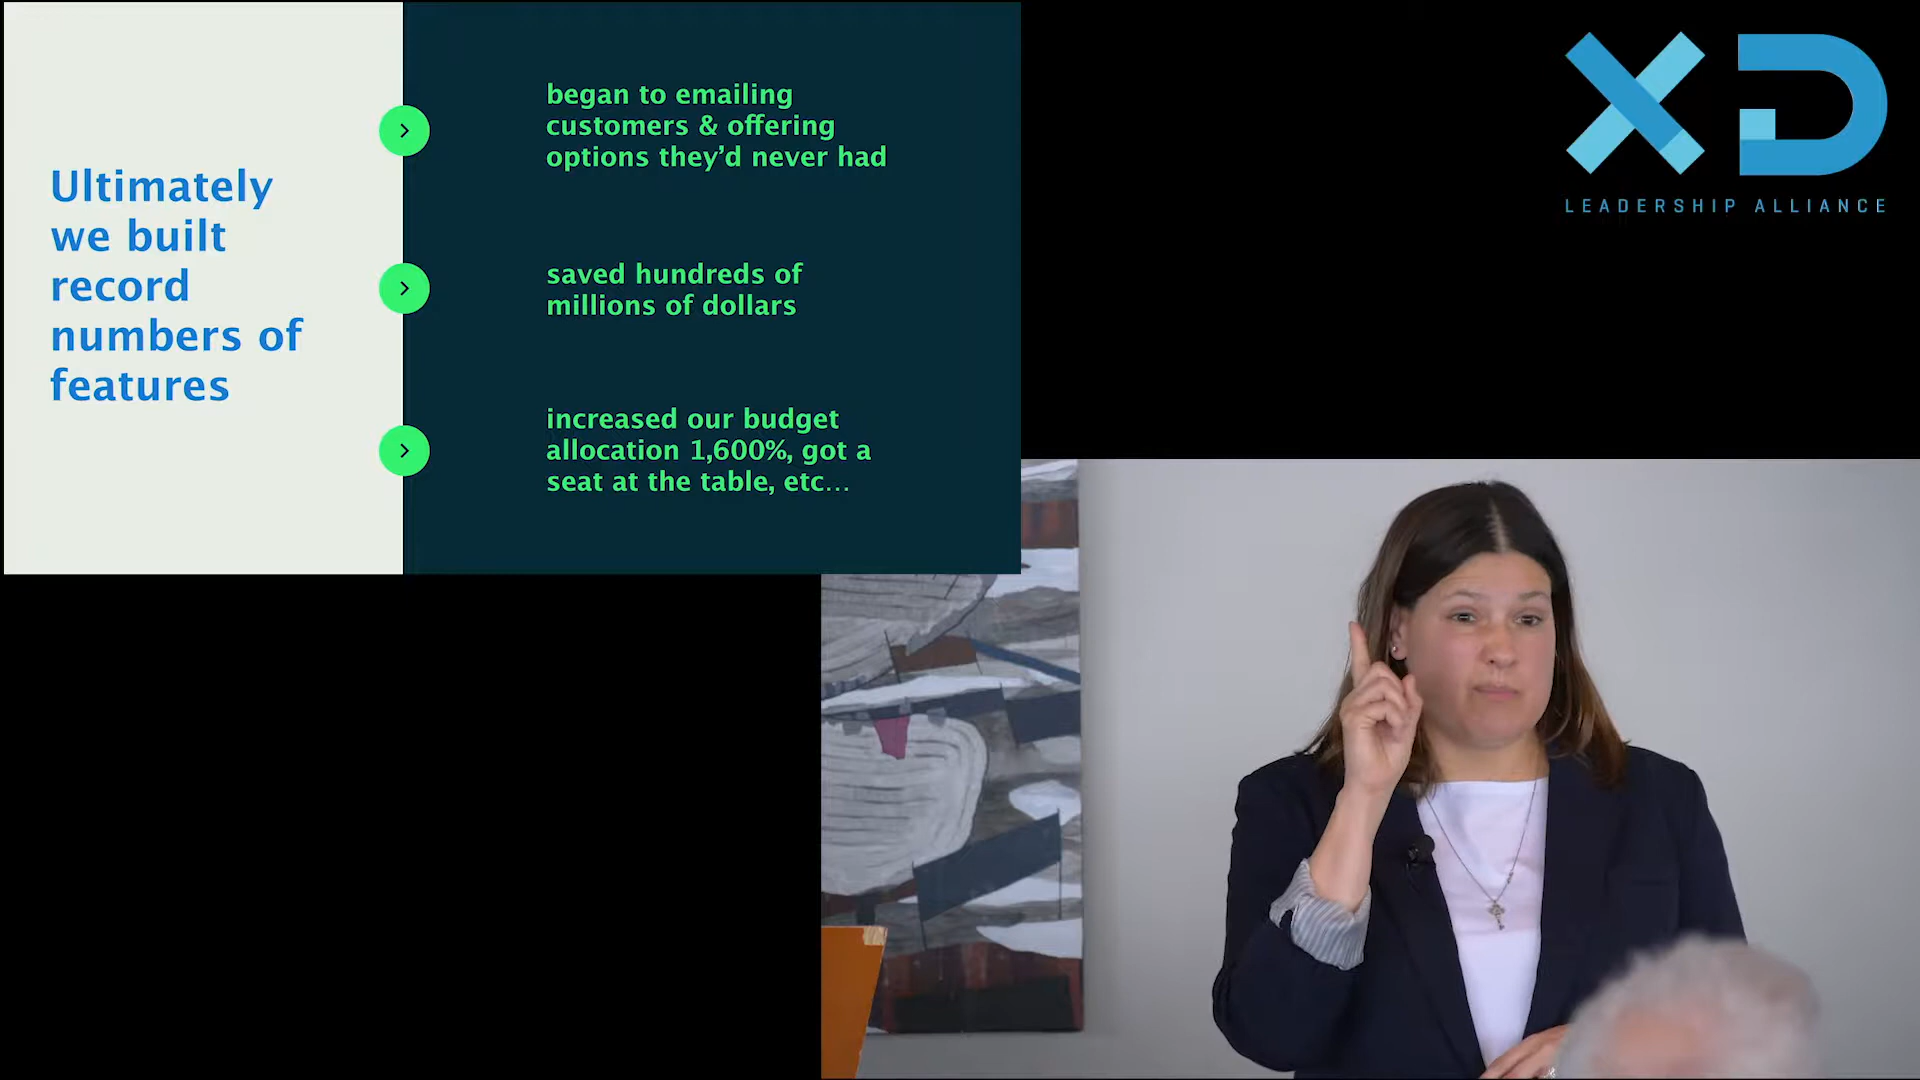 Ultimately
we built
record
numbers of
features
began to emailing
customers & offering
options they’d never had
saved hundreds of
millions of dollars
increased our budget
allocation 1,600%, got a
seat at the table, etc…
XD
LEADERSHIP ALLIANCE